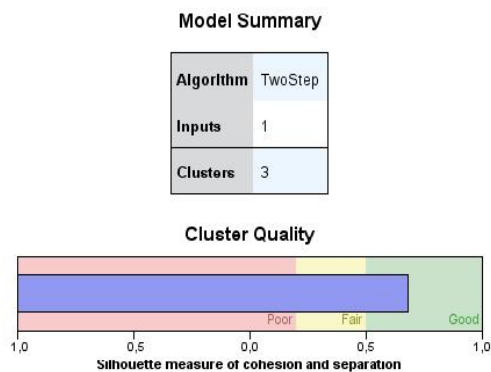 Model Summary
Algorithm TwoStep
Inputs 1
Clusters 3
Cluster Quality
Poor Fair Good
1,0 0,5 0,0 0,5 1,0
Silhouette measure of cohesion and separation